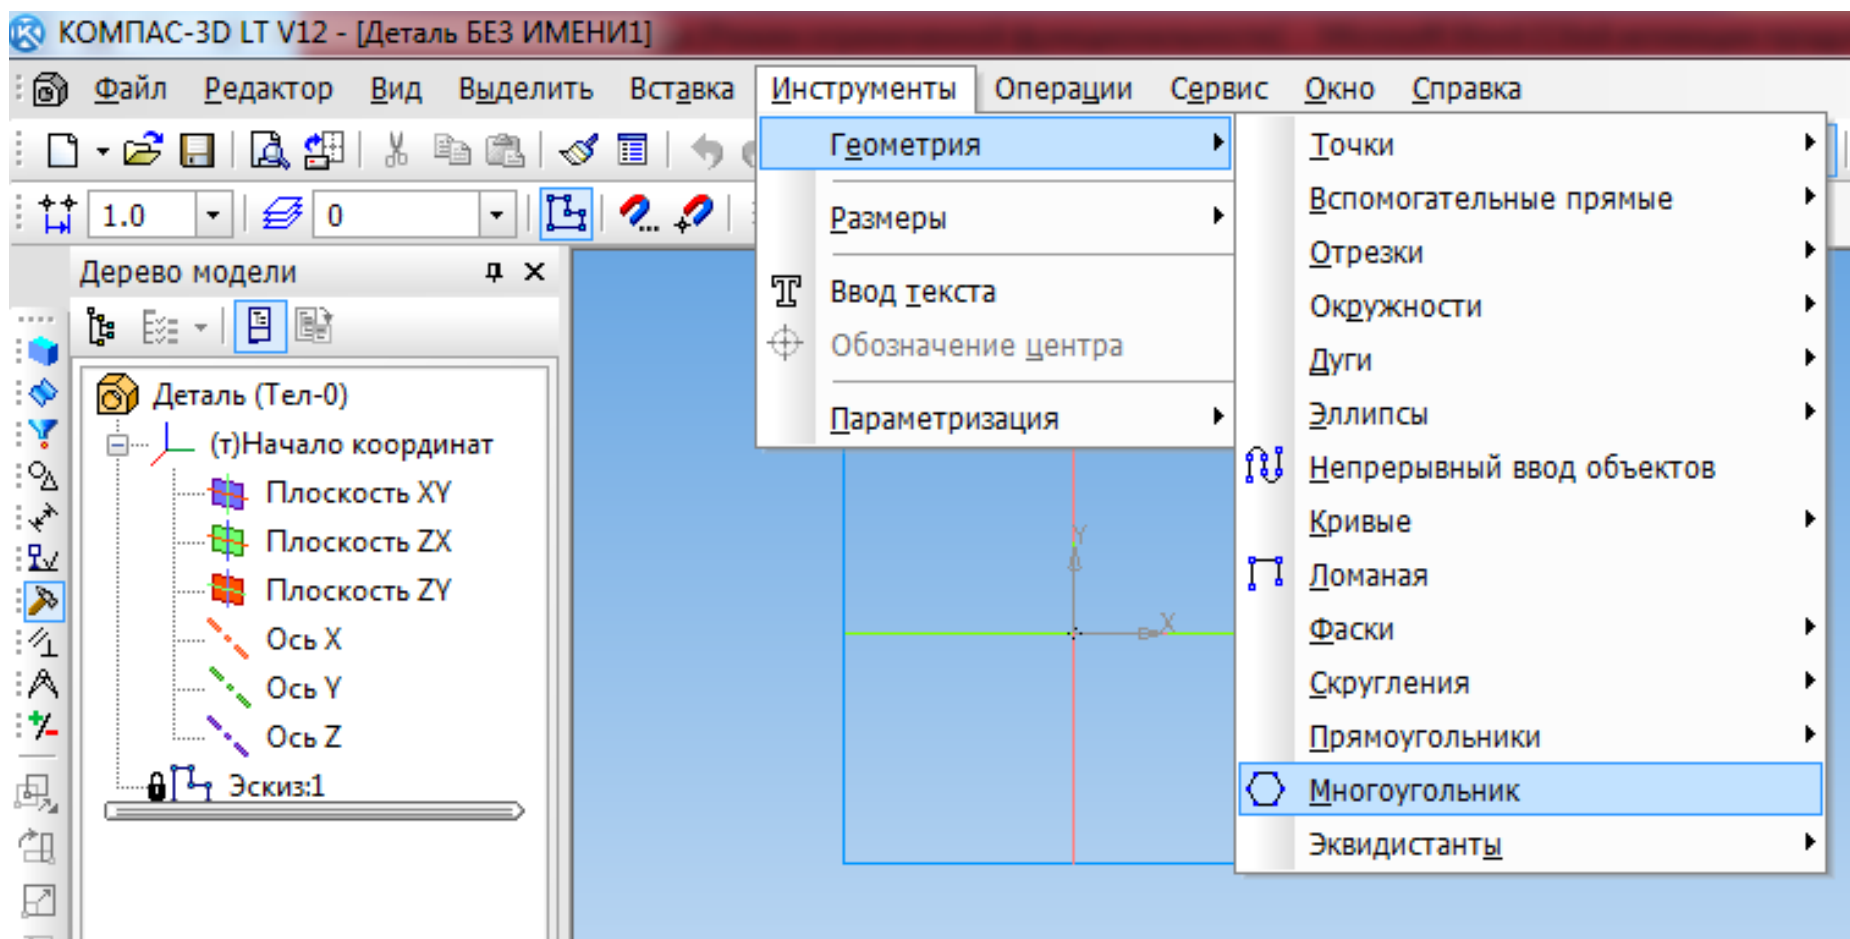 КОМПАС-3D LT V12 - [Деталь БЕЗ ИМЕНИ1]
Файл Редактор Вид Выделить Вставка Инструменты Операции Сервис Окно Справка
1.0 0
Дерево модели
Деталь (Тел-0)
(т)Начало координат
Плоскость XY
Плоскость ZX
Плоскость ZY
Ось X
Ось Y
Ось Z
Эскиз:1
Геометрия
Размеры
Ввод текста
Обозначение центра
Параметризация
Точки
Вспомогательные прямые
Отрезки
Окружности
Дуги
Эллипсы
Непрерывный ввод объектов
Кривые
Ломаная
Фаски
Скругления
Прямоугольники
Многоугольник
Эквидистанты
Y
X